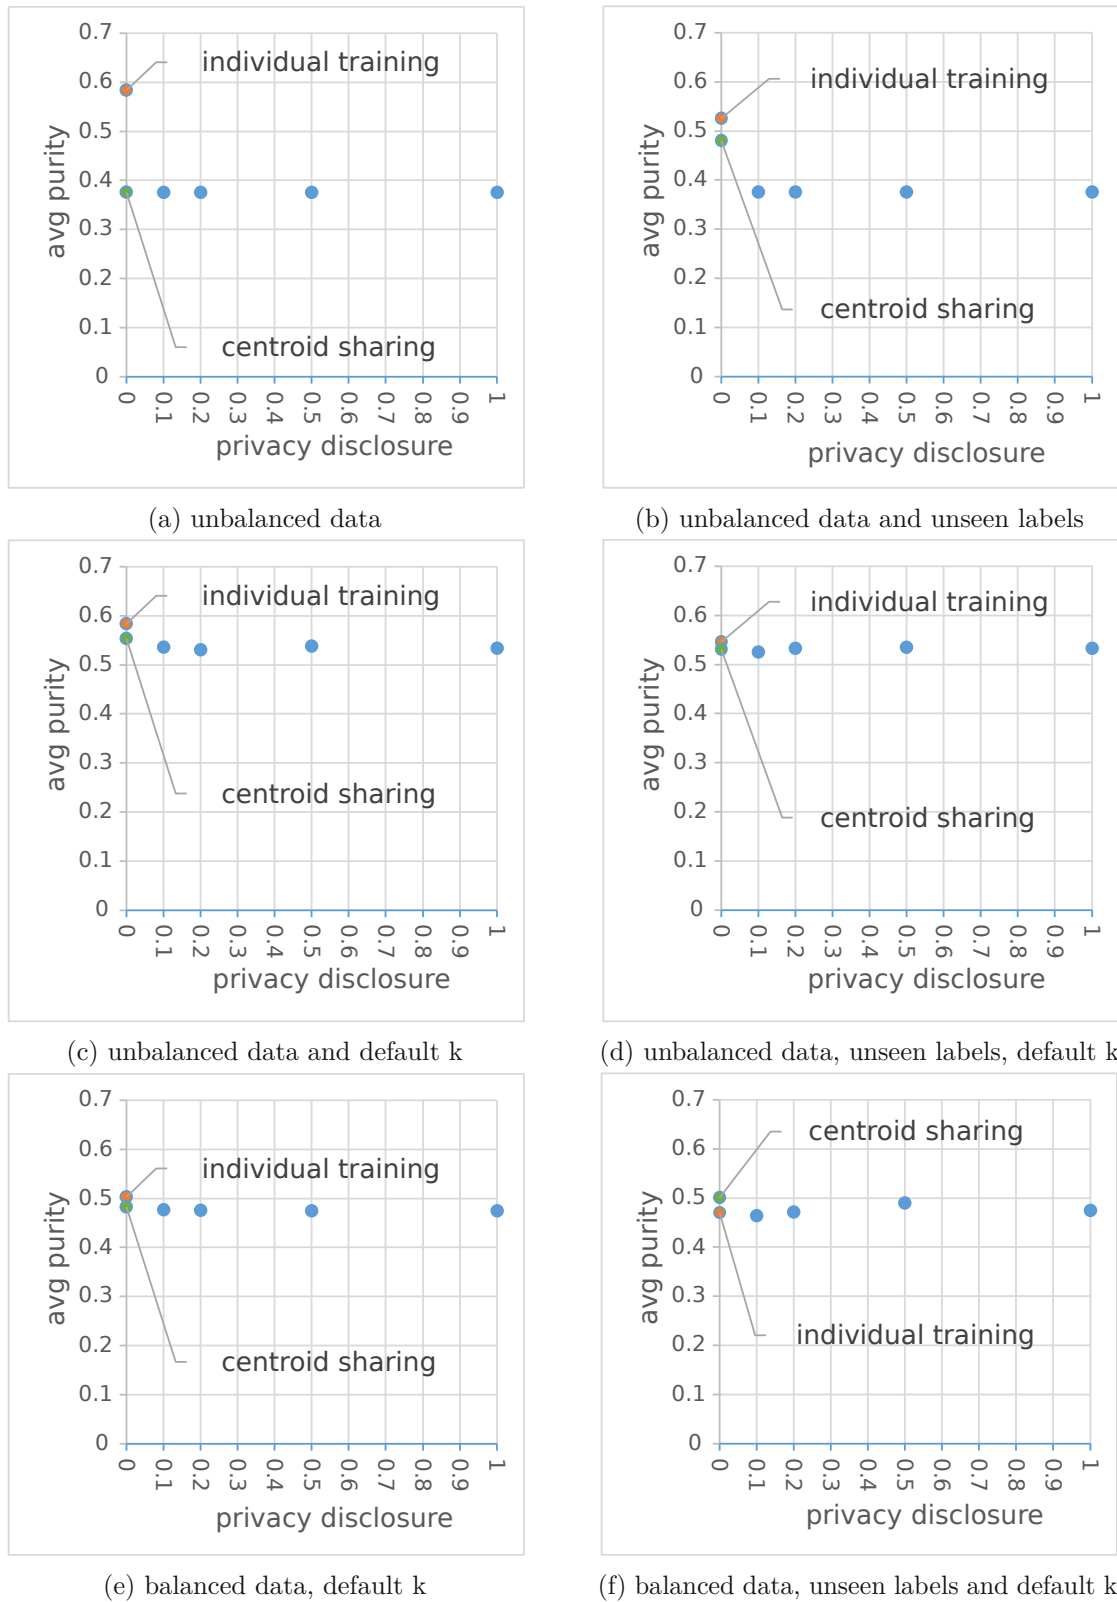 0.7
0.6
0.5
0.4
0.3
0.2
0.1
0
avg purity
individual training
centroid sharing
0 0.1 0.2 0.3 0.4 0.5 0.6 0.7 0.8 0.9 1
privacy disclosure
(a) unbalanced data
0.7
0.6
0.5
0.4
0.3
0.2
0.1
0
avg purity
individual training
centroid sharing
0 0.1 0.2 0.3 0.4 0.5 0.6 0.7 0.8 0.9 1
privacy disclosure
(b) unbalanced data and unseen labels
0.7
0.6
0.5
0.4
0.3
0.2
0.1
0
avg purity
individual training
centroid sharing
0 0.1 0.2 0.3 0.4 0.5 0.6 0.7 0.8 0.9 1
privacy disclosure
(c) unbalanced data and default k
0.7
0.6
0.5
0.4
0.3
0.2
0.1
0
avg purity
individual training
centroid sharing
0 0.1 0.2 0.3 0.4 0.5 0.6 0.7 0.8 0.9 1
privacy disclosure
(d) unbalanced data, unseen labels, default k
0.7
0.6
0.5
0.4
0.3
0.2
0.1
0
avg purity
individual training
centroid sharing
0 0.1 0.2 0.3 0.4 0.5 0.6 0.7 0.8 0.9 1
privacy disclosure
(e) balanced data, default k
0.7
0.6
0.5
0.4
0.3
0.2
0.1
0
avg purity
centroid sharing
individual training
0 0.1 0.2 0.3 0.4 0.5 0.6 0.7 0.8 0.9 1
privacy disclosure
(f) balanced data, unseen labels and default k